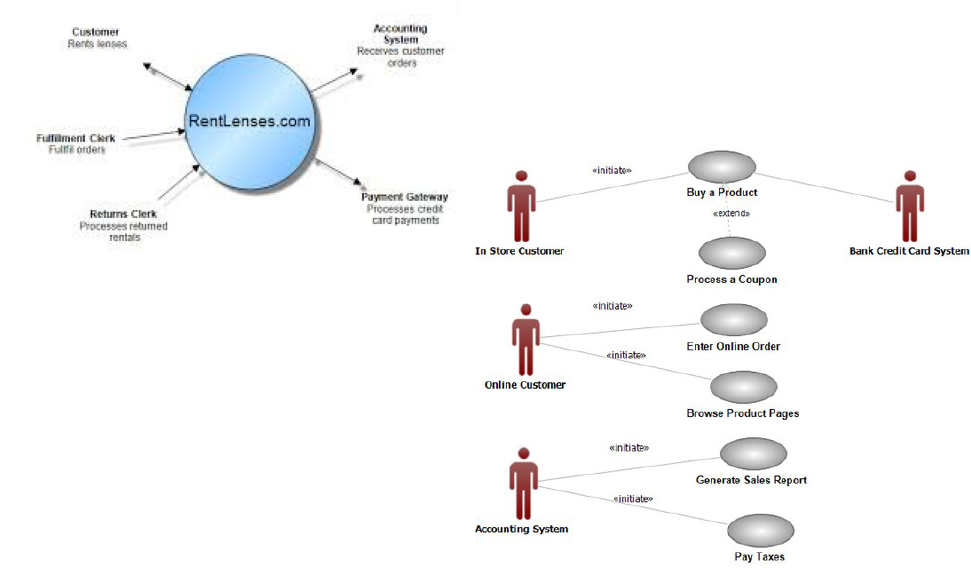 Customer
Rents lenses
Accounting
System
Receives customer
orders
RentLenses.com
Fulfillment Clerk
Fullfil orders
Returns Clerk
Processes returned
rentals
Payment Gateway
Processes credit
card payments
«initiate»
Buy a Product
«extend»
In Store Customer
Bank Credit Card System
Process a Coupon
«initiate»
Enter Online Order
«initiate»
Online Customer
Browse Product Pages
«initiate»
Generate Sales Report
«initiate»
Accounting System
Pay Taxes